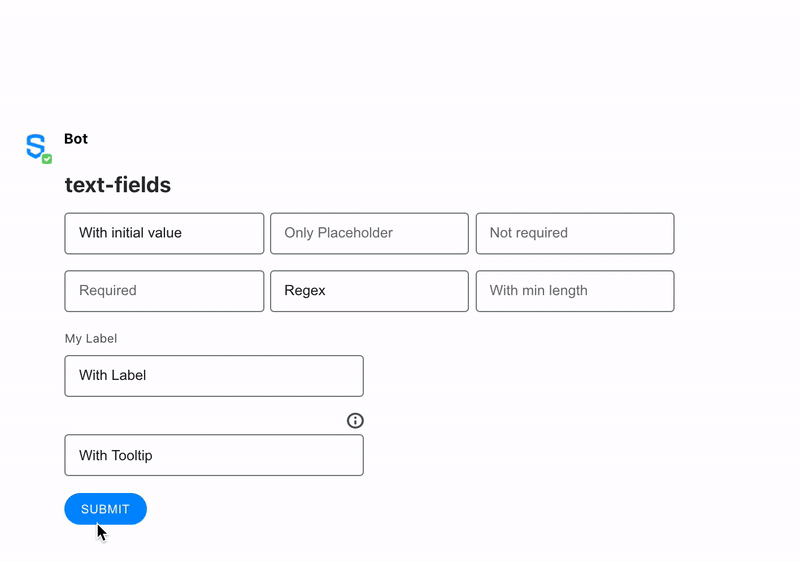 Bot
text-fields
With initial value Only Placeholder Not required
Required Regex With min length
My Label
With Label
With Tooltip
SUBMIT